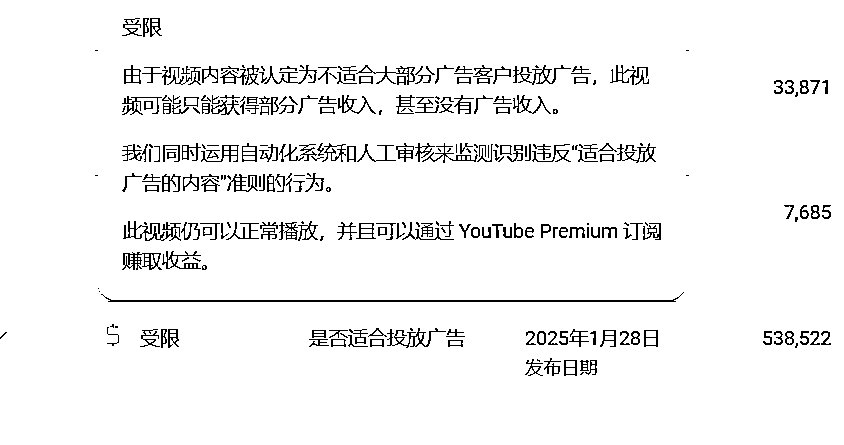 受限
由于视频内容被认定为不适合大部分广告客户投放广告，此视
频可能只能获得部分广告收入，甚至没有广告收入。
33,871
我们同时运用自动化系统和人工审核来监测识别违反“适合投放
广告的内容”准则的行为。
7,685
此视频仍可以正常播放，并且可以通过 YouTube Premium 订阅
赚取收益。
$ 受限 是否适合投放广告 2025年1月28日 538,522
发布日期